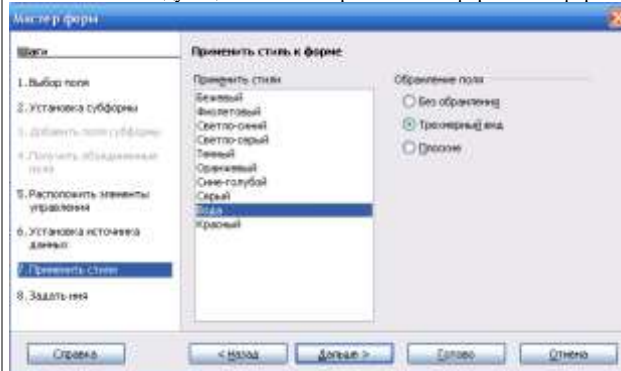 Мастер форм
Шаги
1. Выбор поля
2. Установка субформы
3. Добавить поля субформы
4. Получить объединенные
поля
5. Расположить элементы
управления
6. Установка источника
данных
7. Применить стили
8. Задать имя
Применить стиль к форме
Применить стили
Бежевый
Фиолетовый
Светло-синий
Светло-серый
Темный
Оранжевый
Сине-голубой
Серый
Вода
Красный
Обрамление поля
Без обрамления
Трехмерный вид
Плоско
Справка
< Назад
Дальше >
Готово
Отмена